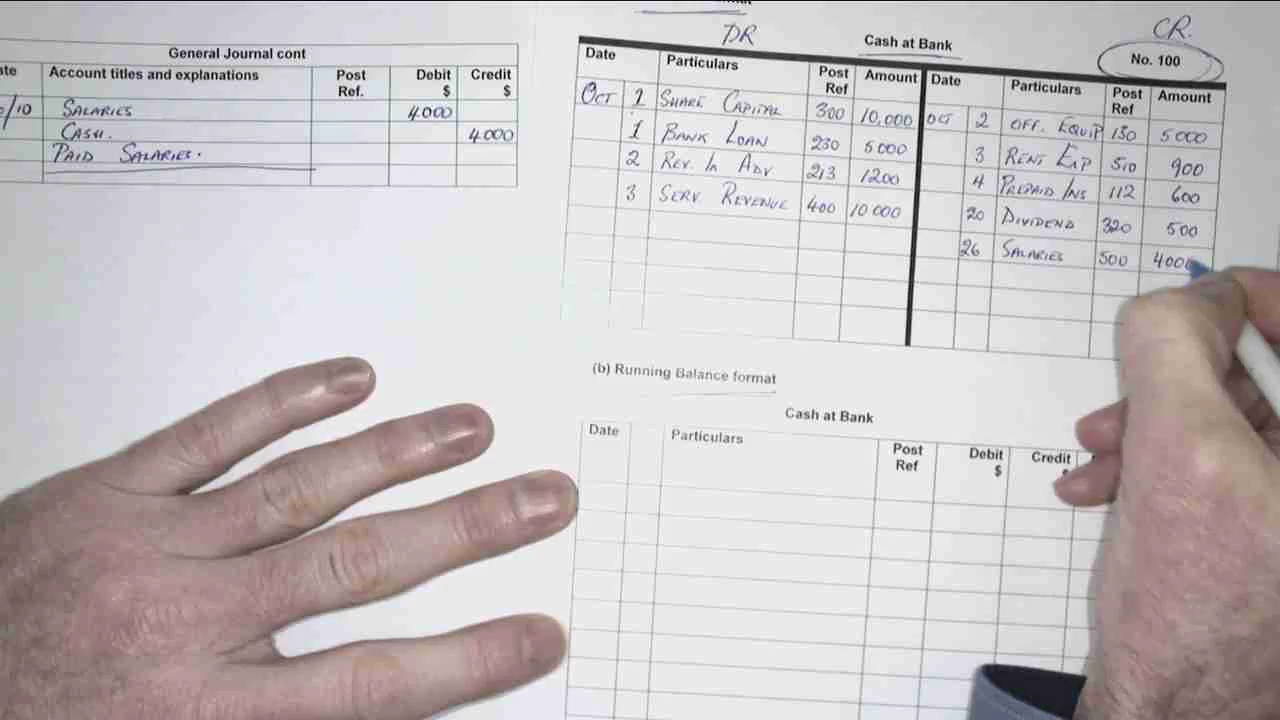 General Journal cont
Account titles and explanations Post Ref. Debit $ Credit $
/10 SALARIES 4000
CASH. 4000
PAID SALARIES.
DR Cash at Bank CR.
No. 100
Date Particulars Post Ref Amount Date Particulars Post Ref Amount
OCT 1 SHARE CAPITAL 300 10,000 OCT 2 OFF. EQUIP 150 5000
1 BANK LOAN 230 5000 3 RENT EXP 510 900
2 REV. IN ADV 213 1200 4 PREPAID INS 112 600
3 SERV REVENUE 400 10 000 20 DIVIDEND 320 500
26 SALARIES 500 4000
(b) Running Balance format
Cash at Bank
Date Particulars Post Ref Debit $ Credit